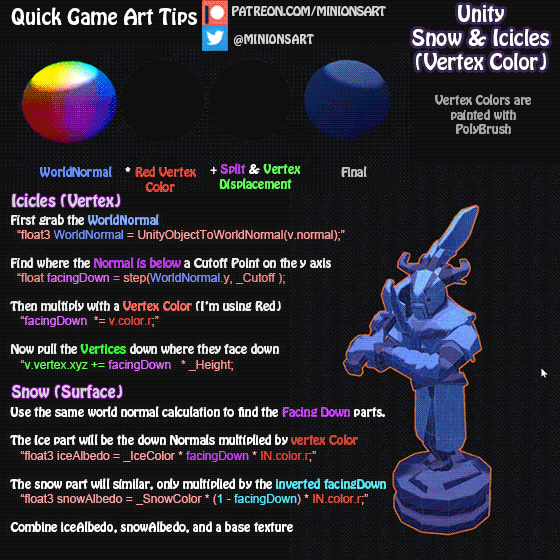 Quick Game Art Tips
PATREON.COM/MINIONSART
@MINIONSART
Unity
Snow & Icicles
(Vertex Color)
Vertex Colors are
painted with
PolyBrush
WorldNormal
* Red Vertex
Color
+ Split & Vertex
Displacement
Final
Icicles (Vertex)
First grab the WorldNormal
"float3 WorldNormal = UnityObjectToWorldNormal(v.normal);"
Find where the Normal is below a Cutoff Point on the y axis
"float facingDown = step(WorldNormal.y, _Cutoff );
Then multiply with a Vertex Color (I'm using Red)
"facingDown *= v.color.r;"
Now pull the Vertices down where they face down
"v.vertex.xyz += facingDown * _Height;
Snow (Surface)
Use the same world normal calculation to find the Facing Down parts.
The ice part will be the down Normals multiplied by vertex Color
"float3 iceAlbedo = _IceColor * facingDown * IN.color.r;"
The snow part will similar, only multiplied by the inverted facingDown
"float3 snowAlbedo = _SnowColor * (1 - facingDown) * IN.color.r;"
Combine iceAlbedo, snowAlbedo, and a base texture